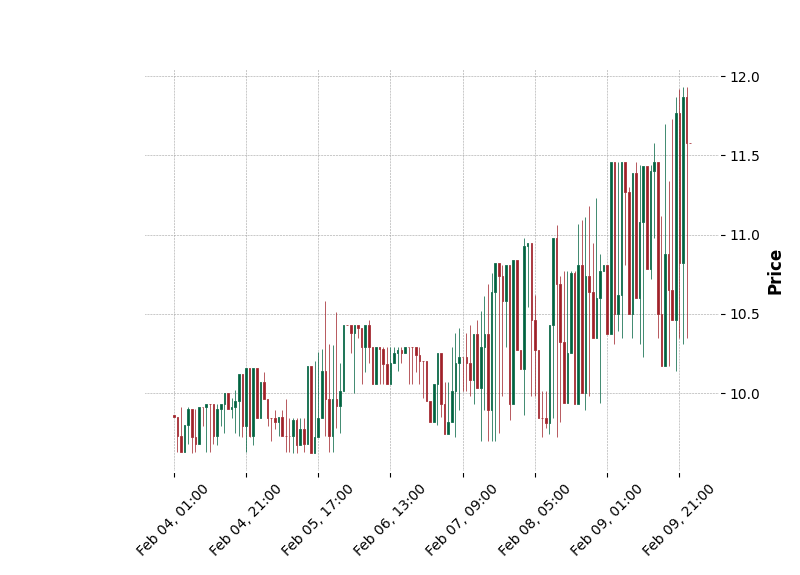 12.0
11.5
11.0
10.5
10.0
Price
Feb 04, 01:00
Feb 04, 21:00
Feb 05, 17:00
Feb 06, 13:00
Feb 07, 09:00
Feb 08, 05:00
Feb 09, 01:00
Feb 09, 21:00